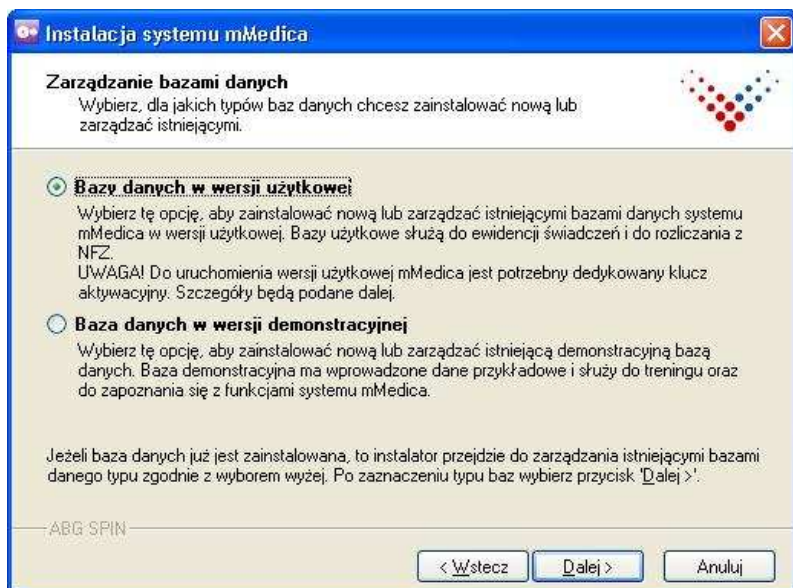 Instalacja systemu mMedica
Zarządzanie bazami danych
Wybierz, dla jakich typów baz danych chcesz zainstalować nową lub
zarządzać istniejącymi.
Bazy danych w wersji użytkowej
Wybierz tę opcję, aby zainstalować nową lub zarządzać istniejącymi bazami danych systemu
mMedica w wersji użytkowej. Bazy użytkowe służą do ewidencji świadczeń i do rozliczania z
NFZ.
UWAGA! Do uruchomienia wersji użytkowej mMedica jest potrzebny dedykowany klucz
aktywacyjny. Szczegóły będą podane dalej.
Baza danych w wersji demonstracyjnej
Wybierz tę opcję, aby zainstalować nową lub zarządzać istniejącą demonstracyjną bazą
danych. Baza demonstracyjna ma wprowadzone dane przykładowe i służy do treningu oraz
do zapoznania się z funkcjami systemu mMedica.
Jeżeli baza danych już jest zainstalowana, to instalator przejdzie do zarządzania istniejącymi bazami
danego typu zgodnie z wyborem wyżej. Po zaznaczeniu typu baz wybierz przycisk 'Dalej >'.
ABG SPIN
< Wstecz
Dalej >
Anuluj